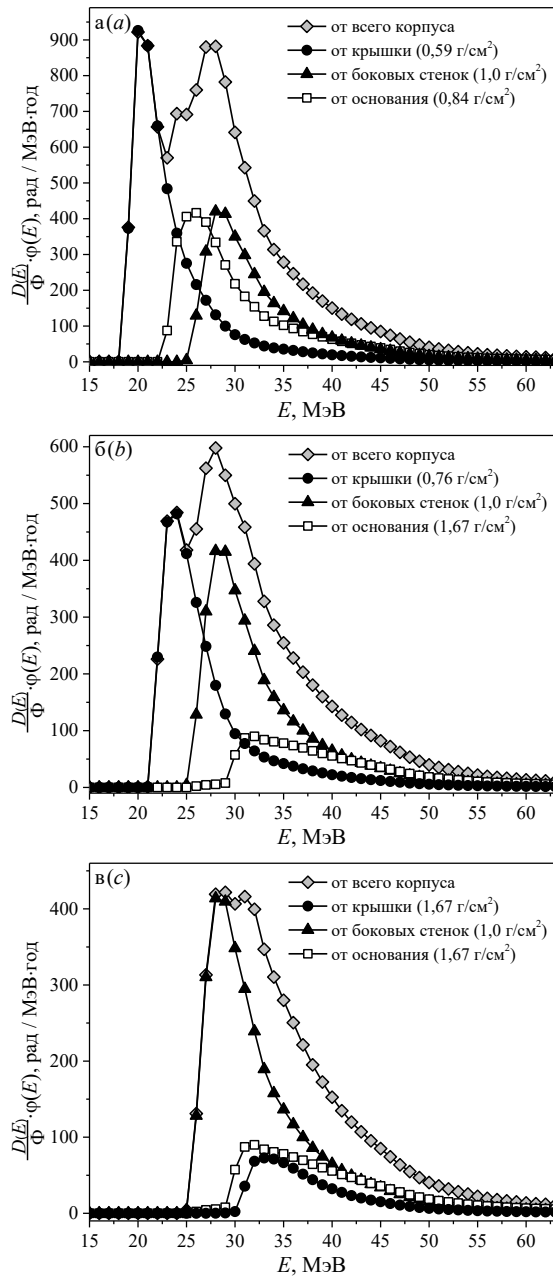 а(a)
от всего корпуса
от крышки (0,59 г/см²)
от боковых стенок (1,0 г/см²)
от основания (0,84 г/см²)
900
800
700
600
500
400
300
200
100
0
D(E)/Φ·φ(E), рад / МэВ·год
15 20 25 30 35 40 45 50 55 60
E, МэВ
б(b)
от всего корпуса
от крышки (0,76 г/см²)
от боковых стенок (1,0 г/см²)
от основания (1,67 г/см²)
600
500
400
300
200
100
0
D(E)/Φ·φ(E), рад / МэВ·год
15 20 25 30 35 40 45 50 55 60
E, МэВ
в(c)
от всего корпуса
от крышки (1,67 г/см²)
от боковых стенок (1,0 г/см²)
от основания (1,67 г/см²)
400
300
200
100
0
D(E)/Φ·φ(E), рад / МэВ·год
15 20 25 30 35 40 45 50 55 60
E, МэВ